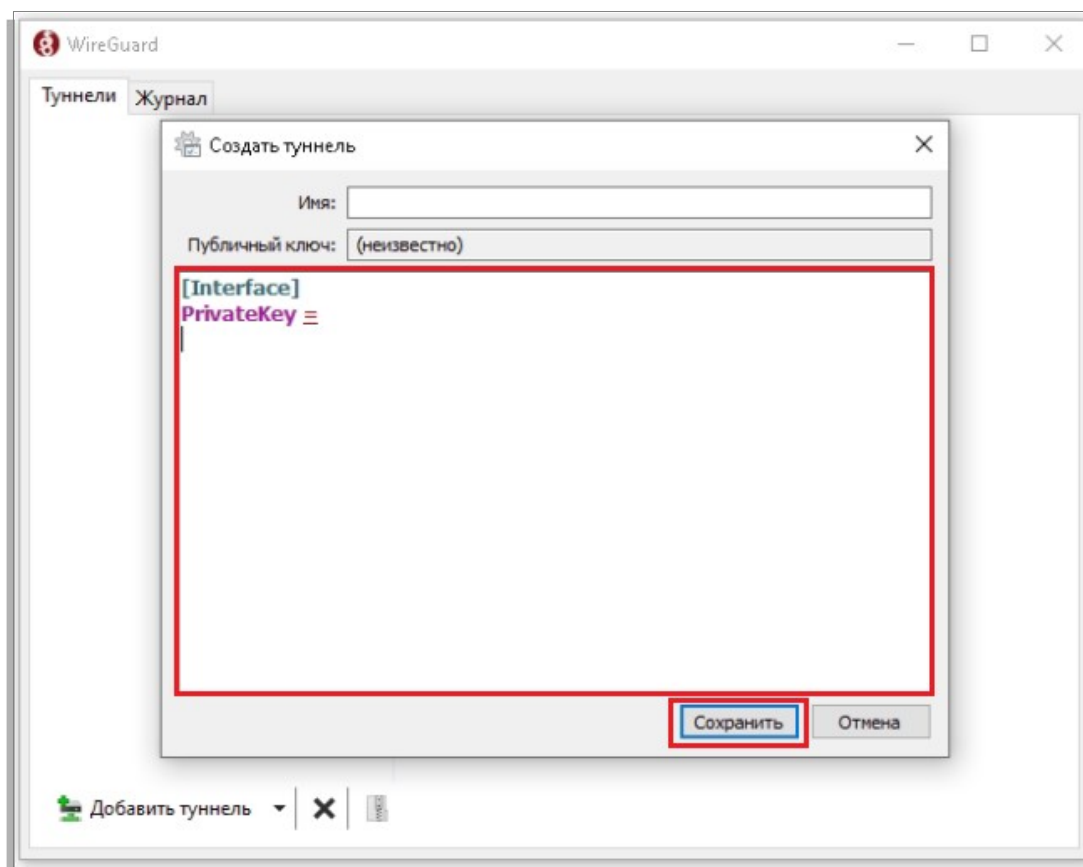 WireGuard
Туннели Журнал
Создать туннель
Имя:
Публичный ключ: (неизвестно)
[Interface]
PrivateKey =
Сохранить Отмена
Добавить туннель